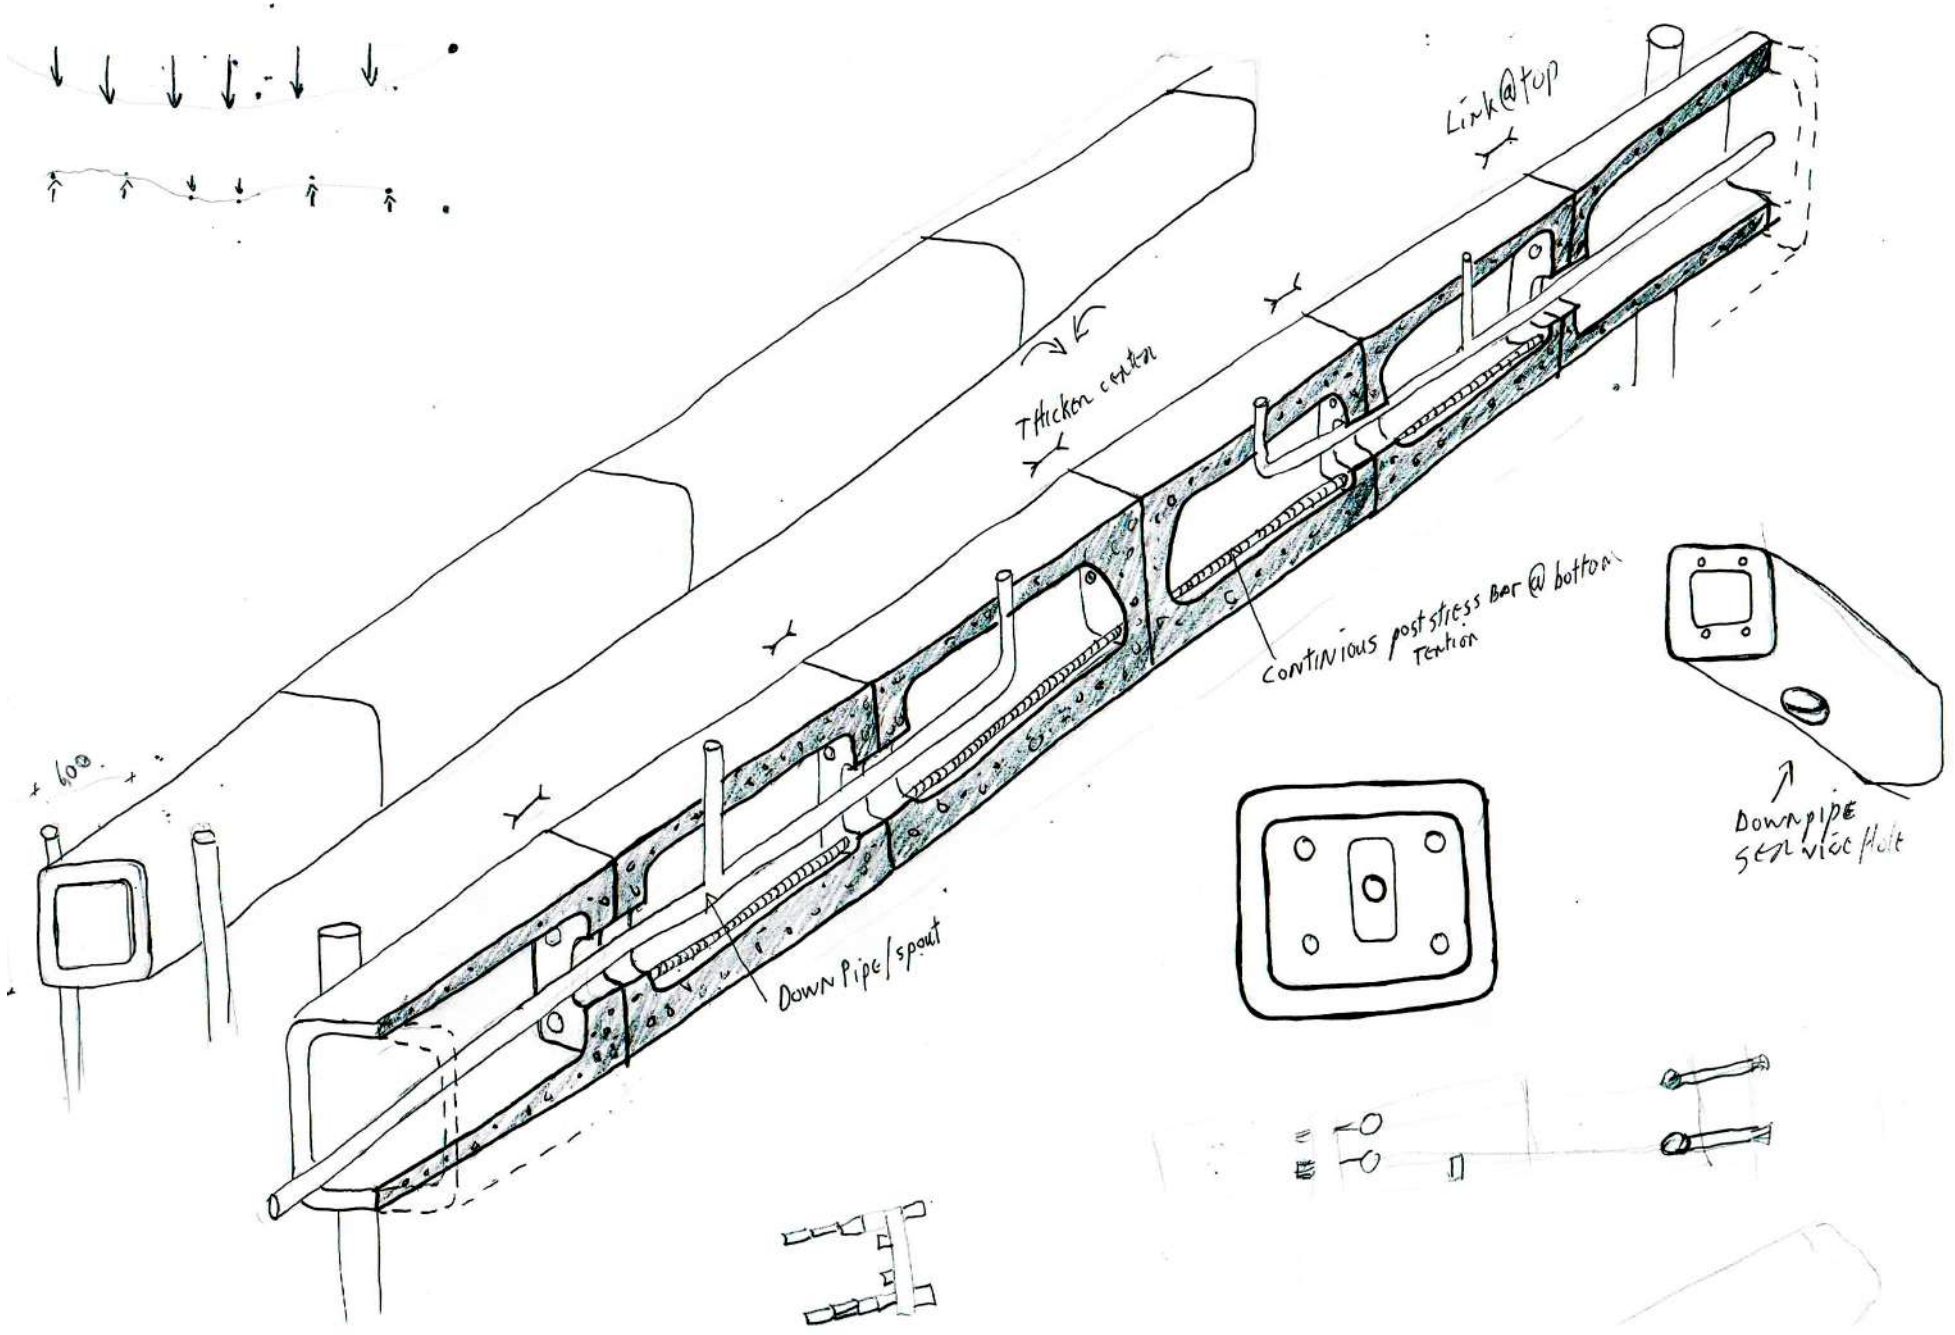 Link@top
THicken center
CONTINIOUS post stress Bar @ bottom
TENTION
600
DOWNPIPE
SERVICE Hole
DOWN Pipe/spout